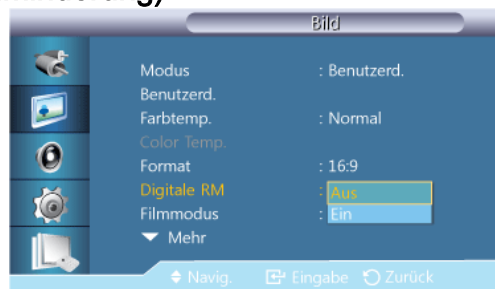 Bild
Modus : Benutzerd.
Benutzerd.
Farbtemp. : Normal
Color Temp.
Format : 16:9
Digitale RM : Aus
Filmmodus : Ein
Mehr
Navig. Eingabe Zurück